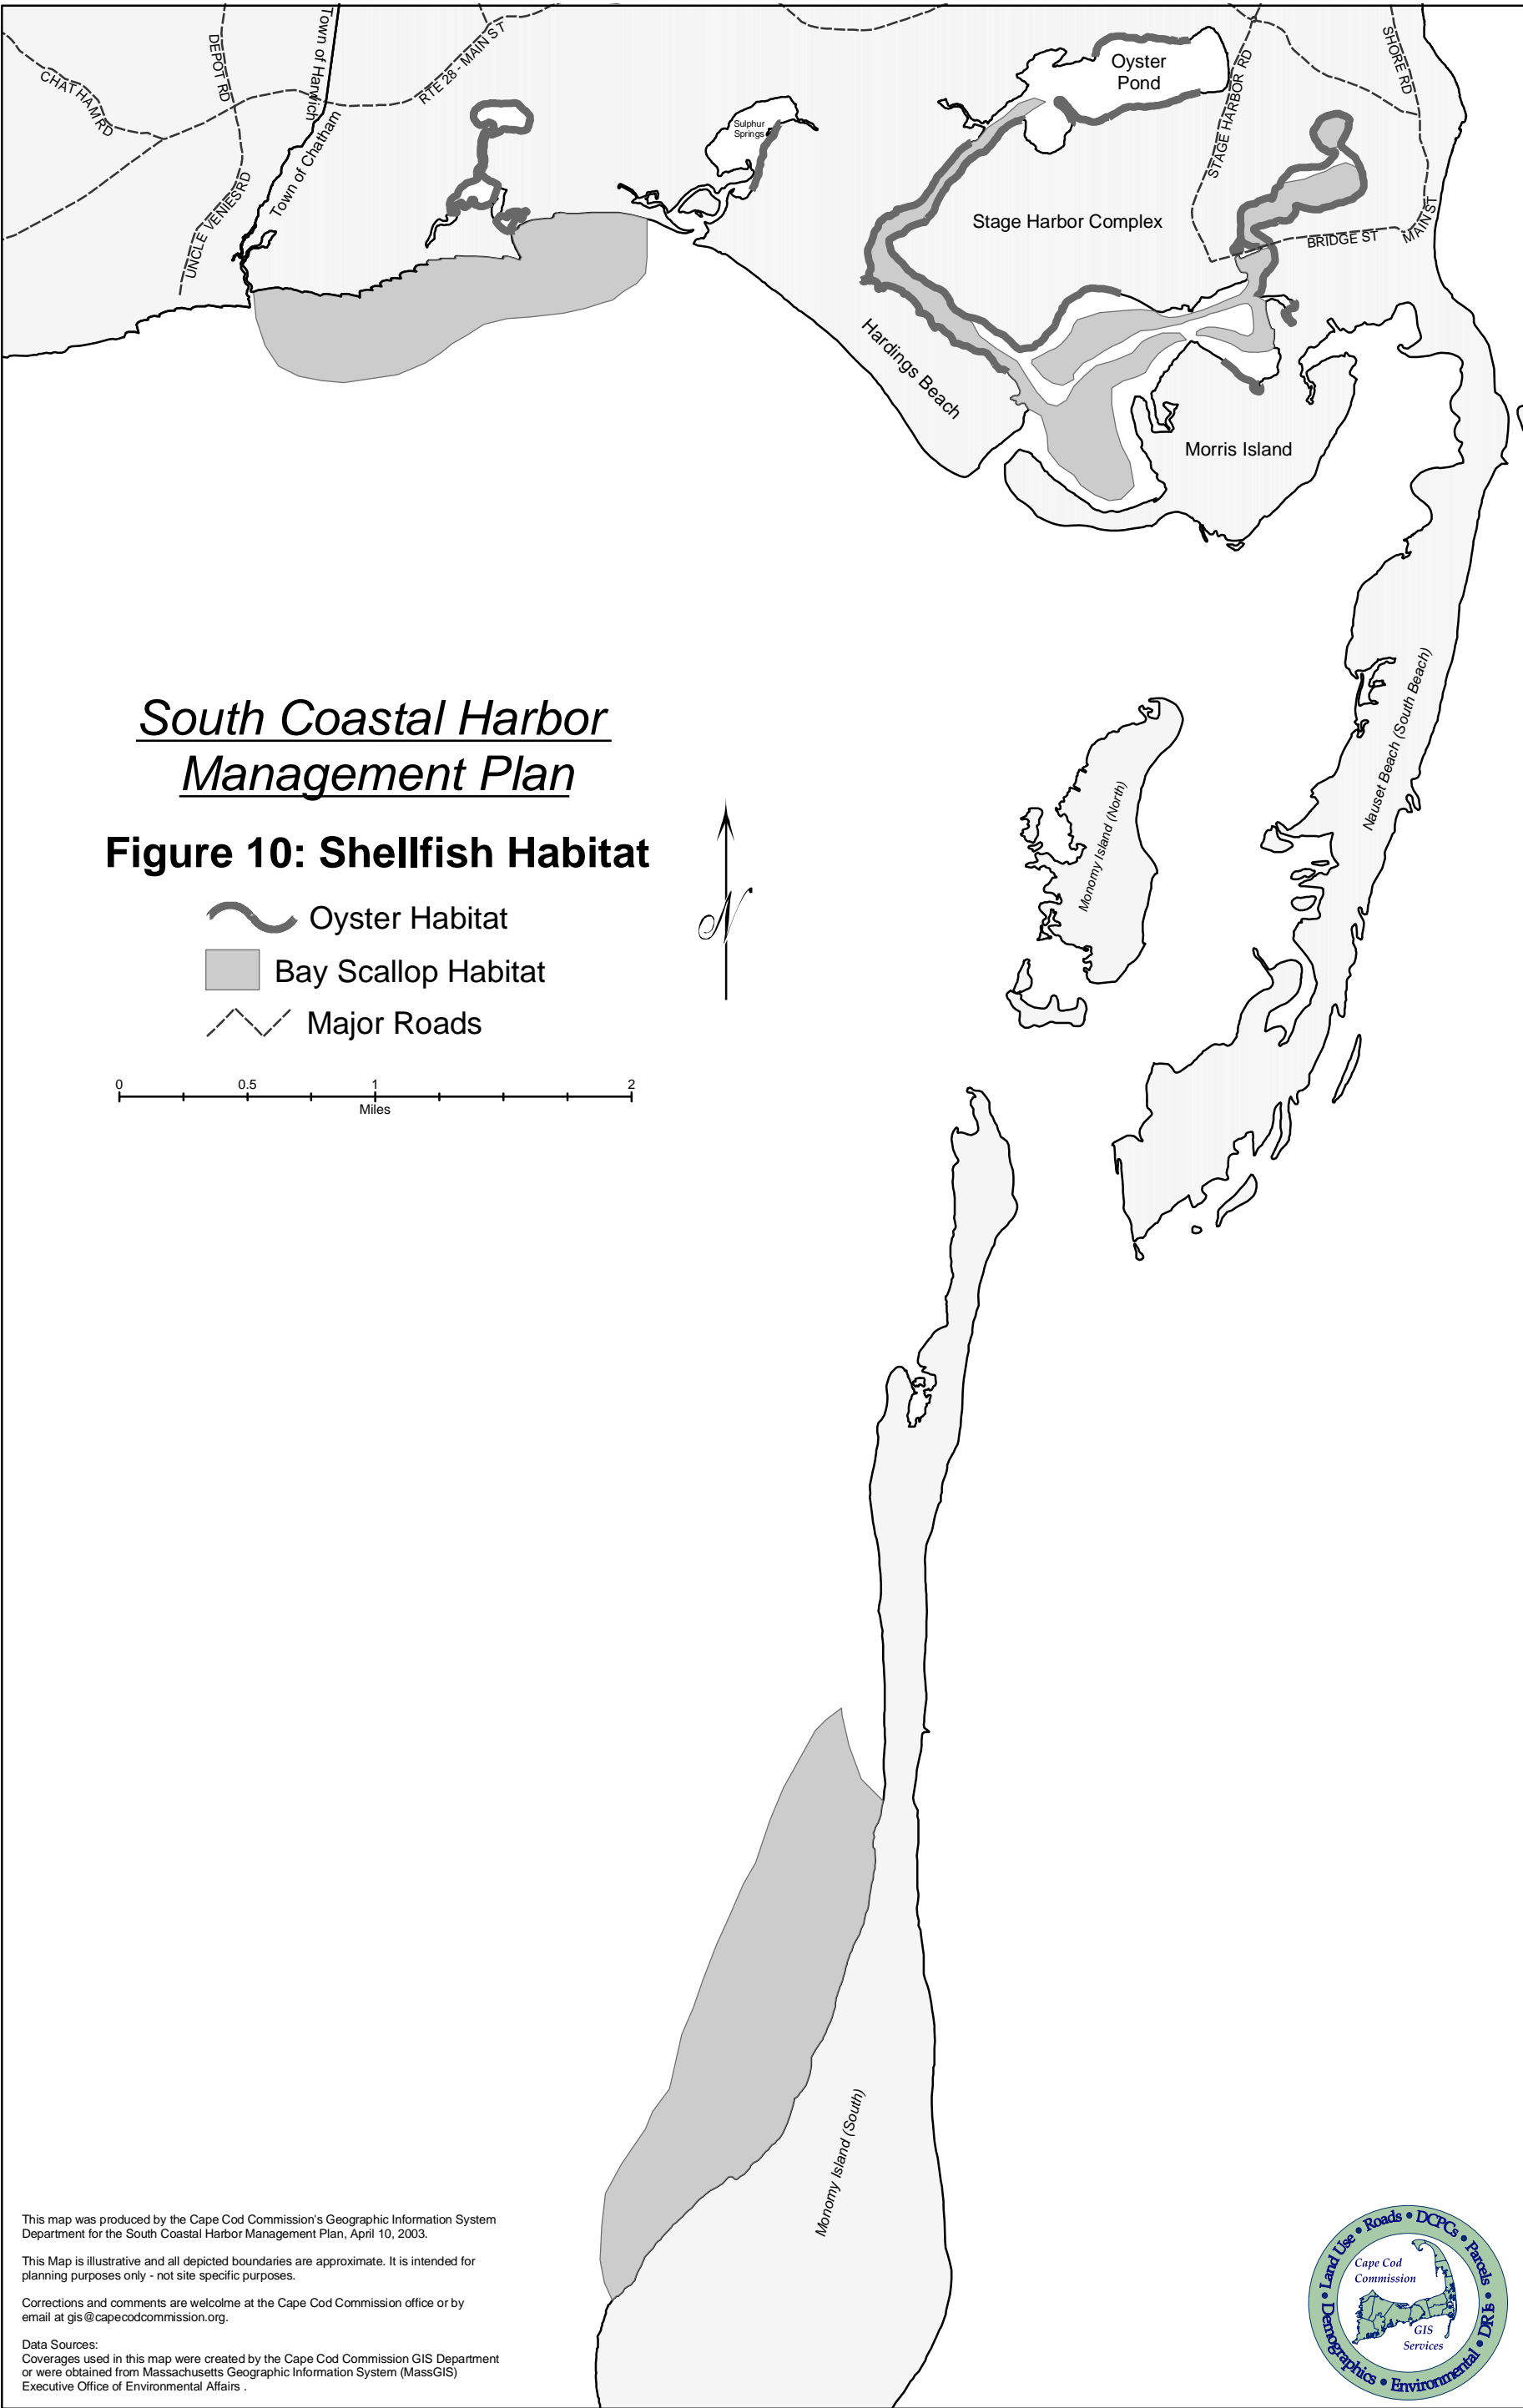 CHATHAM RD
DEPOT RD
UNCLE VENIES RD
Town of Harwich
Town of Chatham
RTE 28 - MAIN ST
Sulphur
Springs
Oyster
Pond
STAGE HARBOR RD
SHORE RD
Stage Harbor Complex
BRIDGE ST
MAIN ST
Hardings Beach
Morris Island
Nauset Beach (South Beach)
Monomy Island (North)
South Coastal Harbor
Management Plan
Figure 10: Shellfish Habitat
Oyster Habitat
Bay Scallop Habitat
Major Roads
0 0.5 1 2
Miles
N
Monomy Island (South)
This map was produced by the Cape Cod Commission's Geographic Information System
Department for the South Coastal Harbor Management Plan, April 10, 2003.
This Map is illustrative and all depicted boundaries are approximate. It is intended for
planning purposes only - not site specific purposes.
Corrections and comments are welcolme at the Cape Cod Commission office or by
email at gis@capecodcommission.org.
Data Sources:
Coverages used in this map were created by the Cape Cod Commission GIS Department
or were obtained from Massachusetts Geographic Information System (MassGIS)
Executive Office of Environmental Affairs .
Demographics • Land Use • Roads • DCPCs • Parcels • DRIs • Environmental •
Cape Cod
Commission
GIS
Services